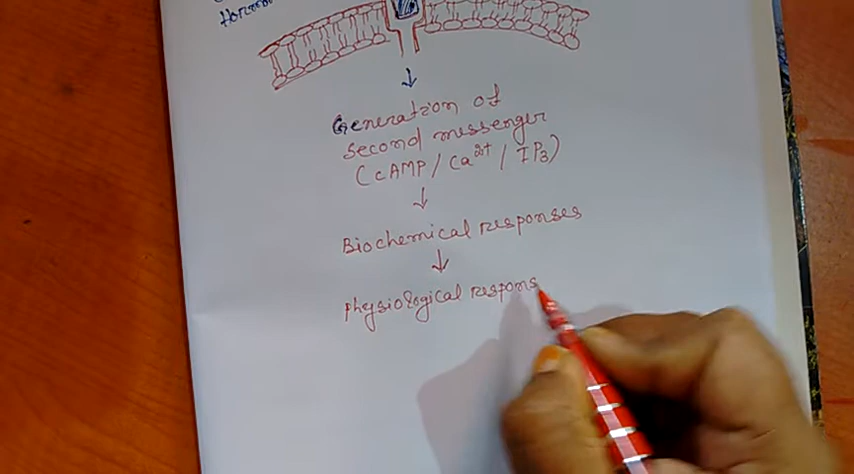 Generation of
second messenger
(cAMP/Ca2+/IP3)
Biochemical responses
Physiological respons